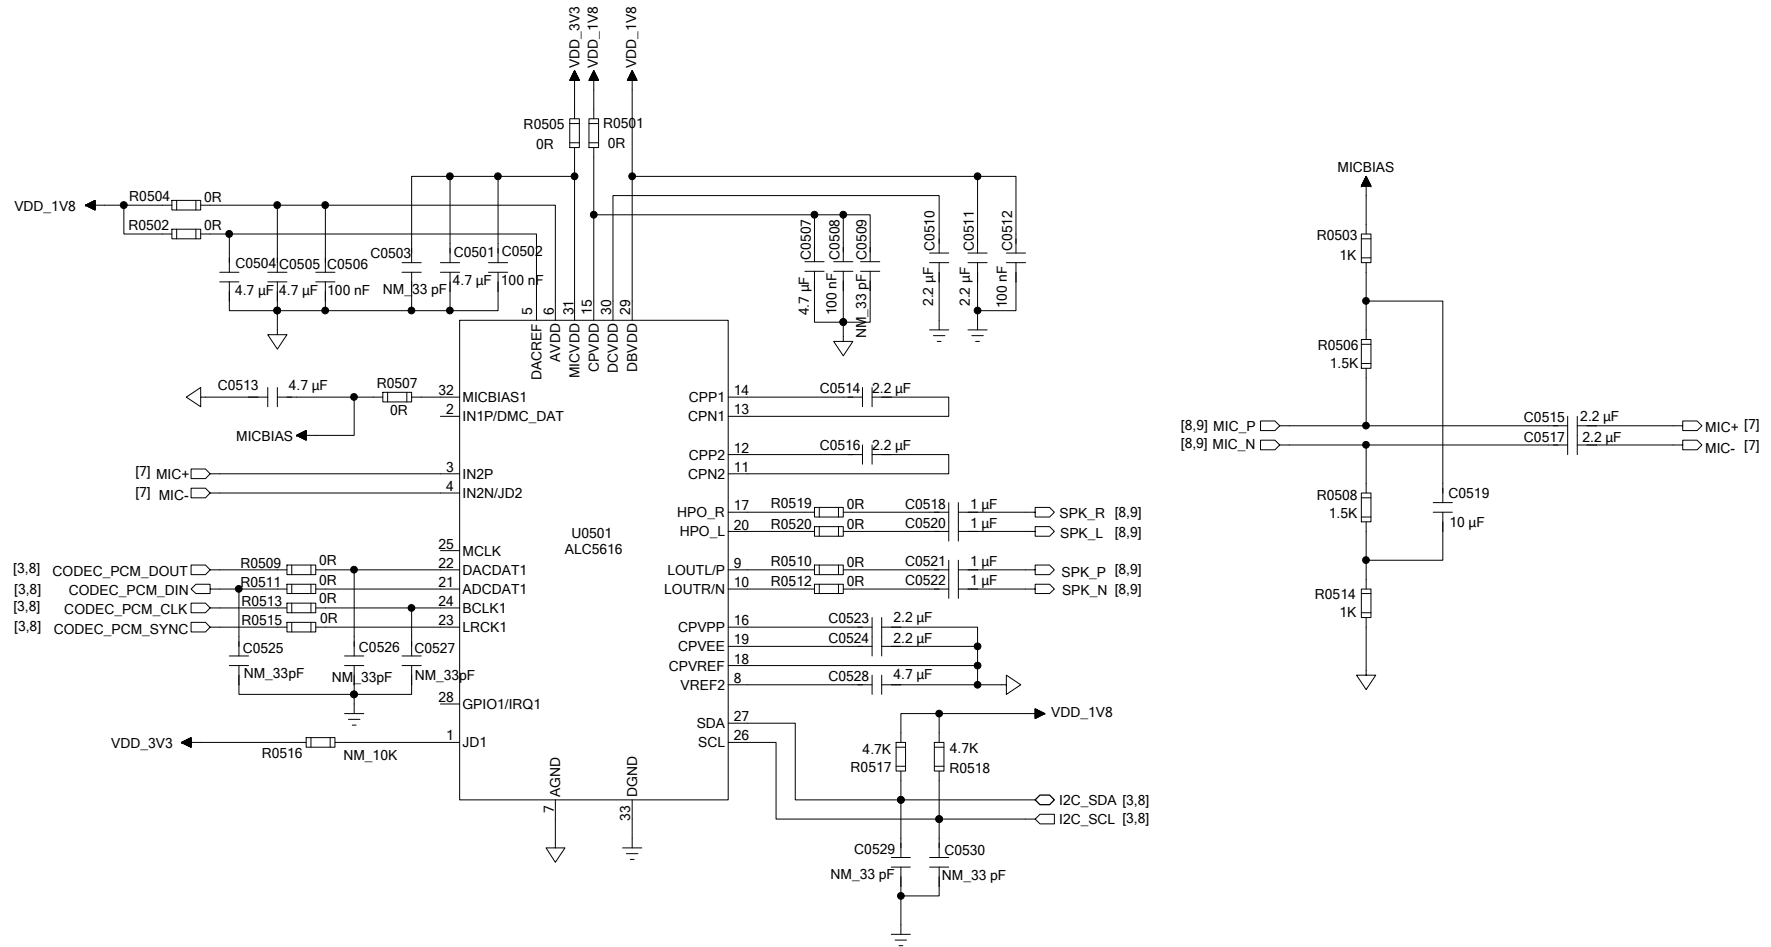 VDD_3V3
VDD_1V8
VDD_1V8
R0505
0R
R0501
0R
VDD_1V8
R0504
0R
R0502
0R
C0504
4.7 µF
C0505
4.7 µF
C0506
100 nF
C0503
NM_33 pF
C0501
4.7 µF
C0502
100 nF
C0507
4.7 µF
C0508
100 nF
C0509
NM_33 pF
C0510
2.2 µF
C0511
2.2 µF
C0512
100 nF
5
6
31
15
30
29
DACREF
AVDD
MICVDD
CPVDD
DCVDD
DBVDD
C0513
4.7 µF
R0507
0R
MICBIAS
32
MICBIAS1
2
IN1P/DMC_DAT
[7] MIC+
3
IN2P
[7] MIC-
4
IN2N/JD2
25
MCLK
[3,8] CODEC_PCM_DOUT
R0509
0R
22
DACDAT1
[3,8] CODEC_PCM_DIN
R0511
0R
21
ADCDAT1
[3,8] CODEC_PCM_CLK
R0513
0R
24
BCLK1
[3,8] CODEC_PCM_SYNC
R0515
0R
23
LRCK1
C0525
NM_33pF
C0526
NM_33pF
C0527
NM_33pF
28
GPIO1/IRQ1
VDD_3V3
R0516
NM_10K
1
JD1
U0501
ALC5616
AGND
7
DGND
33
CPP1
14
C0514
2.2 µF
CPN1
13
CPP2
12
C0516
2.2 µF
CPN2
11
HPO_R
17
R0519
0R
C0518
1 µF
SPK_R [8,9]
HPO_L
20
R0520
0R
C0520
1 µF
SPK_L [8,9]
LOUTL/P
9
R0510
0R
C0521
1 µF
SPK_P [8,9]
LOUTR/N
10
R0512
0R
C0522
1 µF
SPK_N [8,9]
CPVPP
16
C0523
2.2 µF
CPVEE
19
C0524
2.2 µF
CPVREF
18
VREF2
8
C0528
4.7 µF
SDA
27
SCL
26
VDD_1V8
4.7K
R0517
4.7K
R0518
I2C_SDA [3,8]
I2C_SCL [3,8]
C0529
NM_33 pF
C0530
NM_33 pF
MICBIAS
R0503
1K
R0506
1.5K
[8,9] MIC_P
C0515
2.2 µF
MIC+ [7]
[8,9] MIC_N
C0517
2.2 µF
MIC- [7]
R0508
1.5K
C0519
10 µF
R0514
1K